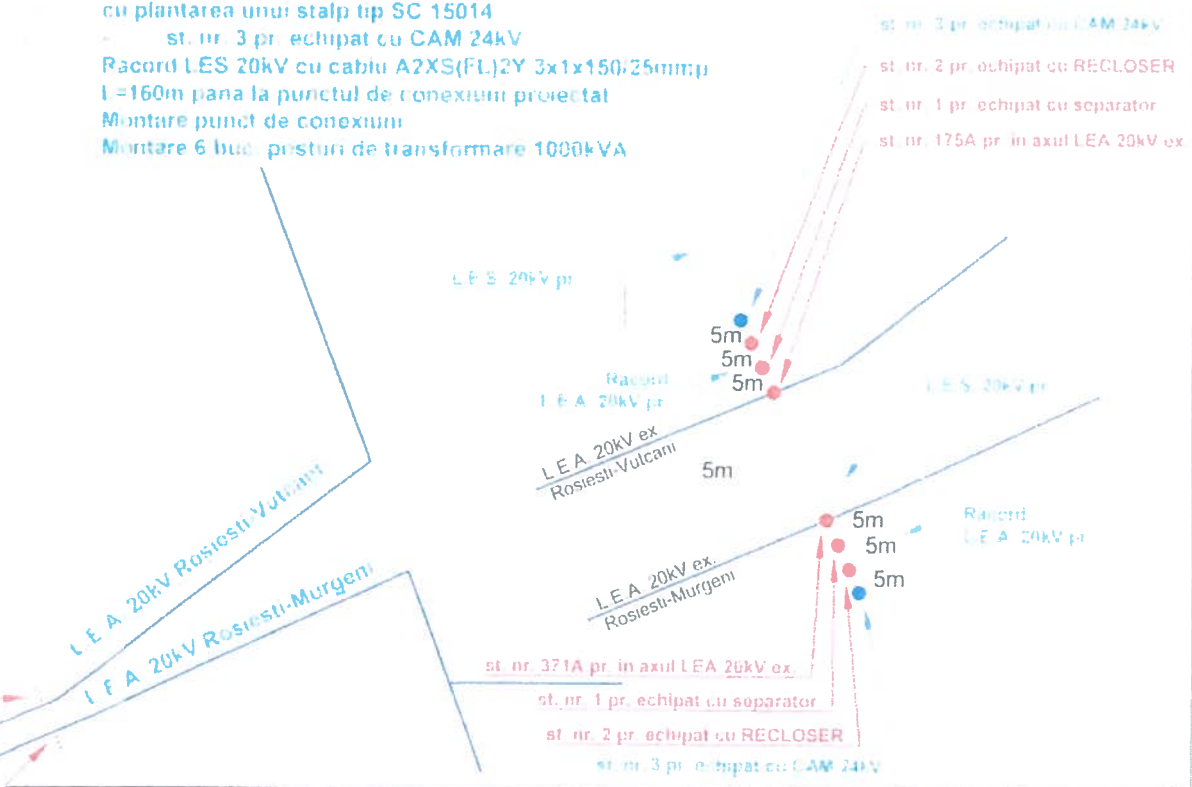 cu plantarea unui stalp tip SC 15014
- st. nr. 3 pr. echipat cu CAM 24kV
Racord LES 20kV cu cablu A2XS(FL)2Y 3x1x150/25mmp
L=160m pana la punctul de conexiuni proiectat
Montare punct de conexiuni
Montare 6 buc. posturi de transformare 1000kVA
st. nr. 3 pr. echipat cu CAM 24kV
st. nr. 2 pr. echipat cu RECLOSER
st. nr. 1 pr. echipat cu separator
st. nr. 175A pr. in axul LEA 20kV ex.
L.E.S. 20kV pr.
5m
5m
5m
Racord
L.E.A. 20kV pr.
L.E.S. 20kV pr.
L.E.A. 20kV ex.
Rosiesti-Vulcani
5m
5m
5m
5m
Racord
L.E.A. 20kV pr.
L.E.A. 20kV ex.
Rosiesti-Murgeni
L.E.A. 20kV Rosiesti-Vulcani
L.E.A. 20kV Rosiesti-Murgeni
st. nr. 371A pr. in axul LEA 20kV ex.
st. nr. 1 pr. echipat cu separator
st. nr. 2 pr. echipat cu RECLOSER
st. nr. 3 pr. echipat cu CAM 24kV